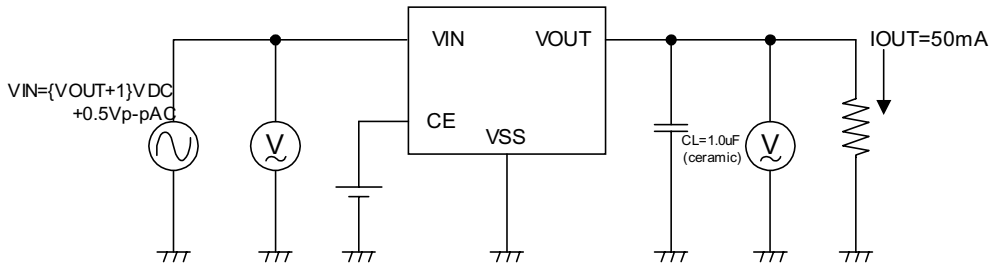 VIN
VOUT
IOUT=50mA
VIN={VOUT+1}VDC
+0.5Vp-pAC
V
CE
VSS
CL=1.0uF
(ceramic)
V